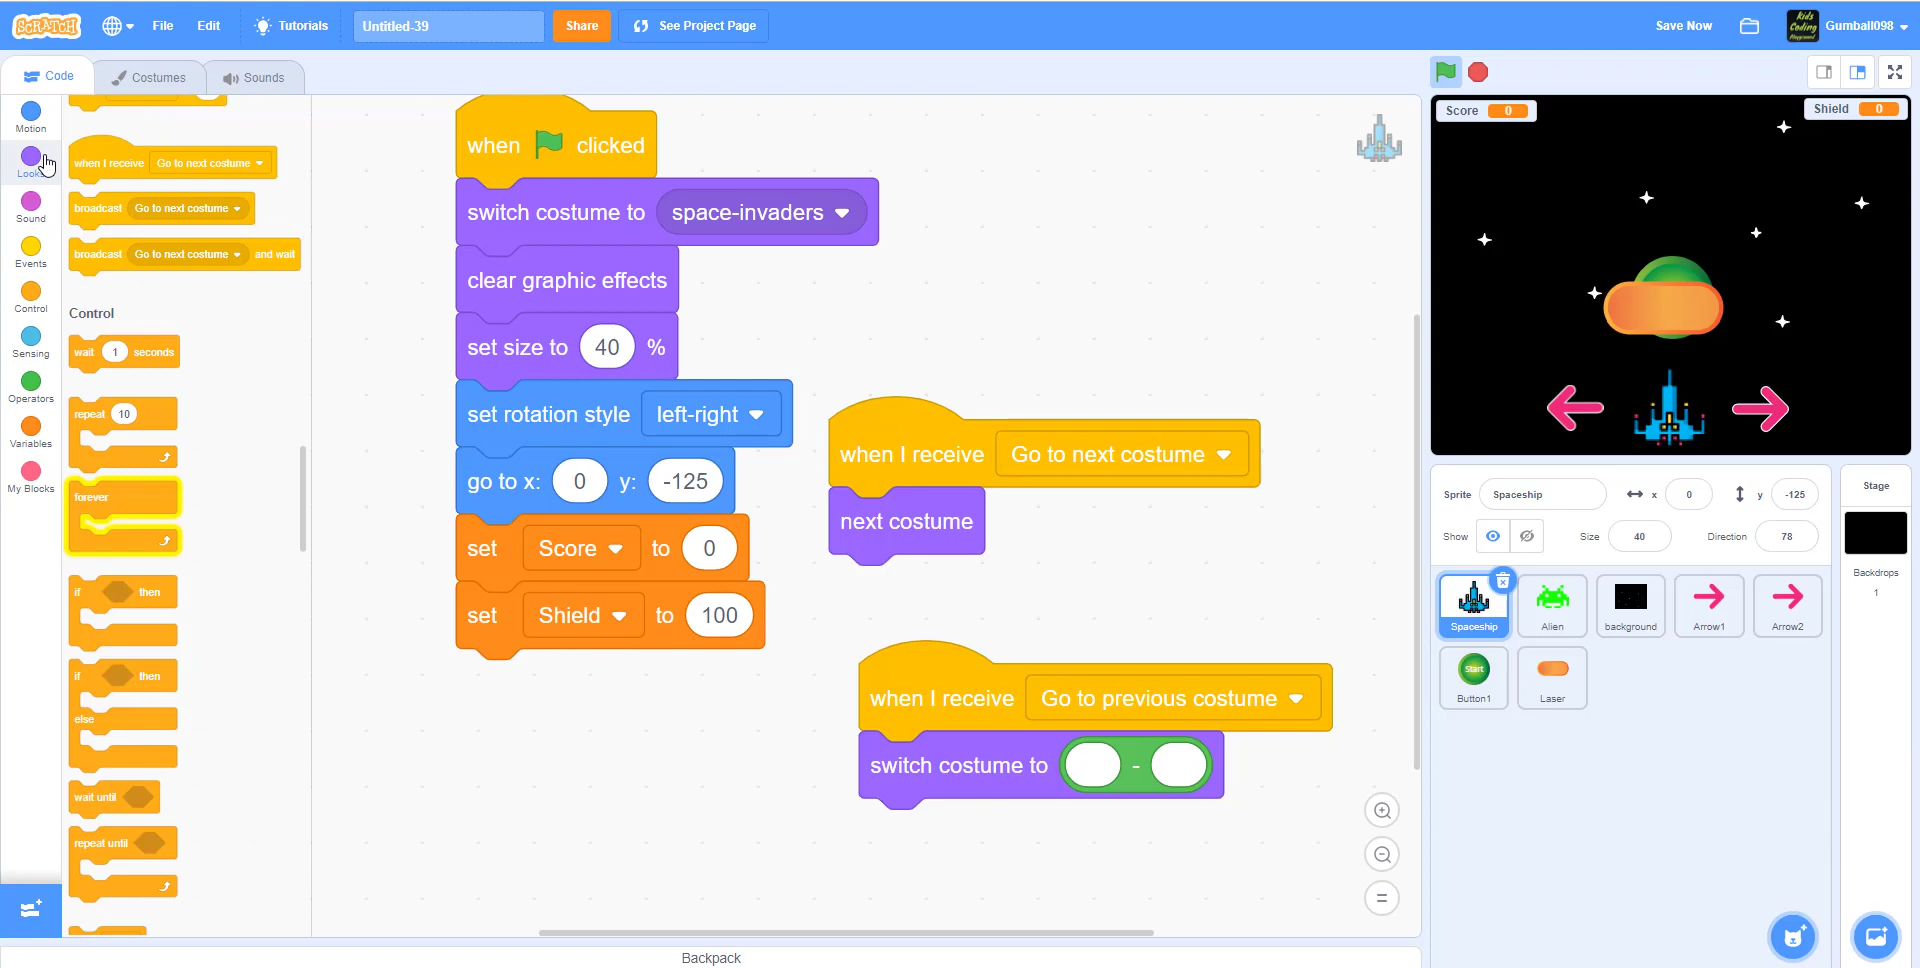 SCRATCH
File
Edit
Tutorials
Untitled-39
Share
See Project Page
Save Now
Kids
Coding
Playground
Gumball098
Code
Costumes
Sounds
Motion
Looks
Sound
Events
Control
Sensing
Operators
Variables
My Blocks
when I receive Go to next costume
broadcast Go to next costume
broadcast Go to next costume and wait
Control
wait 1 seconds
repeat 10
forever
if then
if then
else
wait until
repeat until
when clicked
switch costume to space-invaders
clear graphic effects
set size to 40 %
set rotation style left-right
go to x: 0 y: -125
set Score to 0
set Shield to 100
when I receive Go to next costume
next costume
when I receive Go to previous costume
switch costume to -
Backpack
Score 0
Shield 0
Sprite Spaceship x 0 y -125
Show Size 40 Direction 78
Spaceship
Alien
background
Arrow1
Arrow2
Start
Button1
Laser
Stage
Backdrops
1